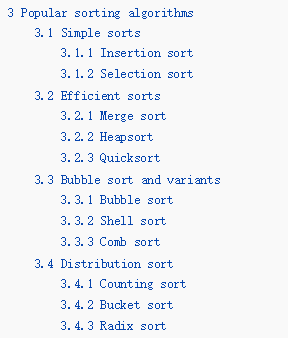 3 Popular sorting algorithms
3.1 Simple sorts
3.1.1 Insertion sort
3.1.2 Selection sort
3.2 Efficient sorts
3.2.1 Merge sort
3.2.2 Heapsort
3.2.3 Quicksort
3.3 Bubble sort and variants
3.3.1 Bubble sort
3.3.2 Shell sort
3.3.3 Comb sort
3.4 Distribution sort
3.4.1 Counting sort
3.4.2 Bucket sort
3.4.3 Radix sort